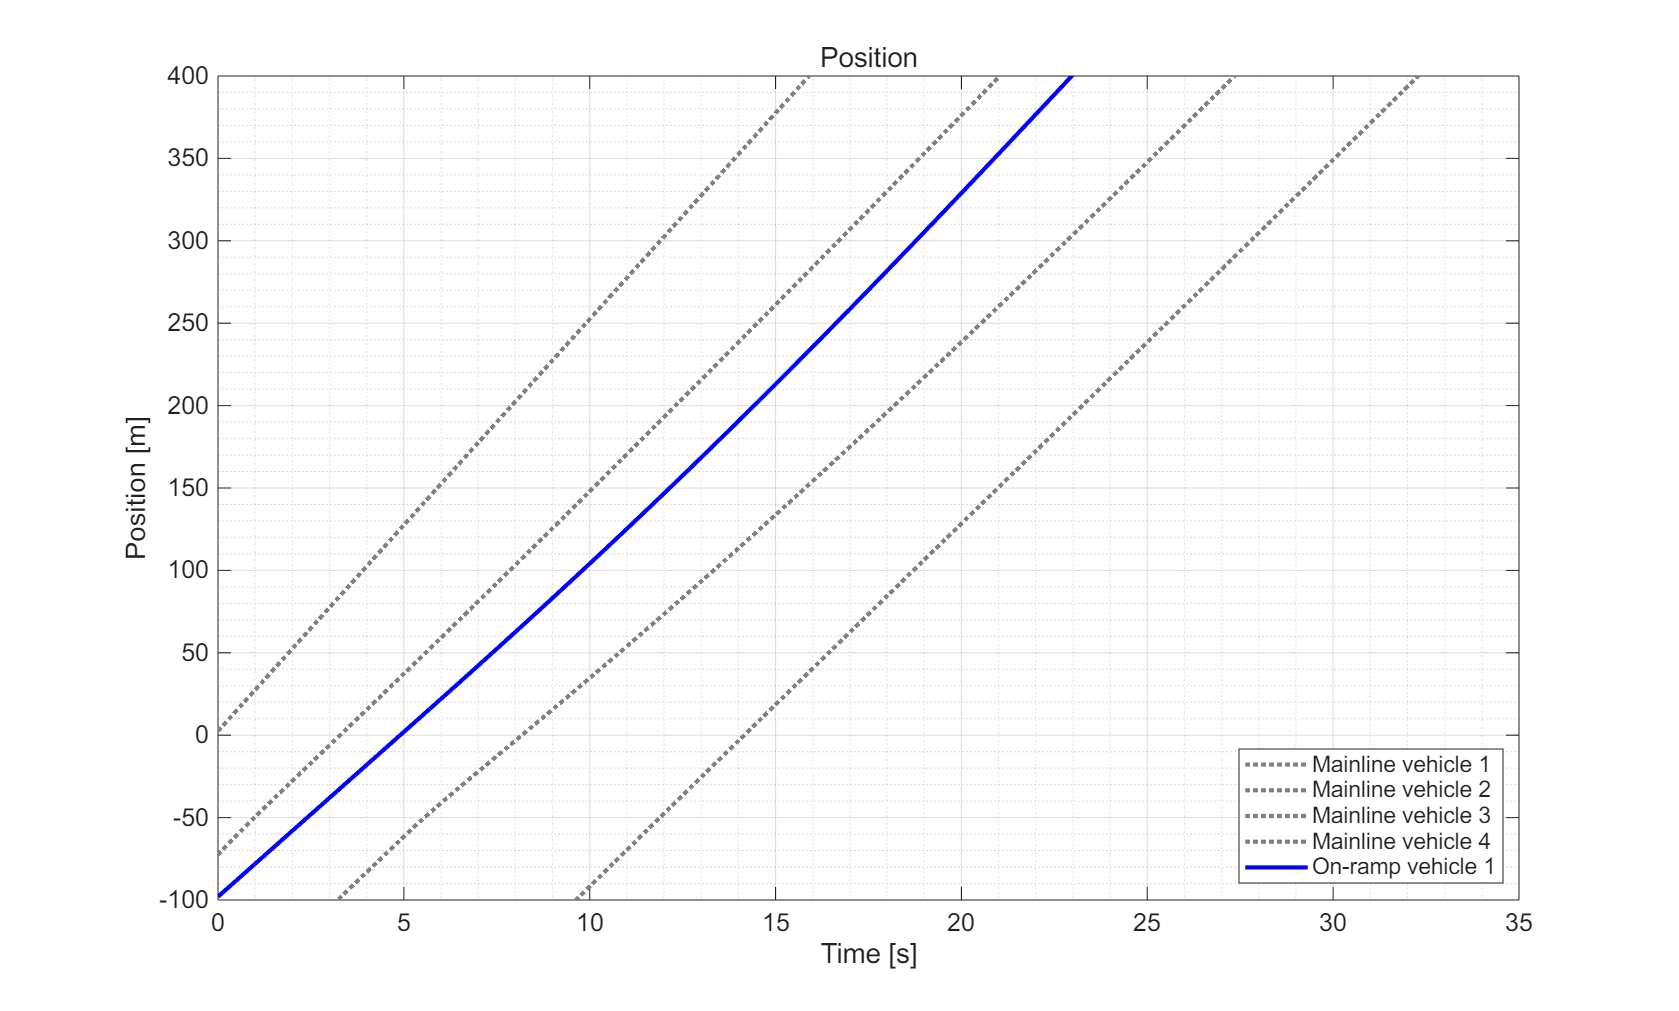 Position
400
350
300
250
200
150
100
50
0
-50
-100
Position [m]
0 5 10 15 20 25 30 35
Time [s]
Mainline vehicle 1
Mainline vehicle 2
Mainline vehicle 3
Mainline vehicle 4
On-ramp vehicle 1